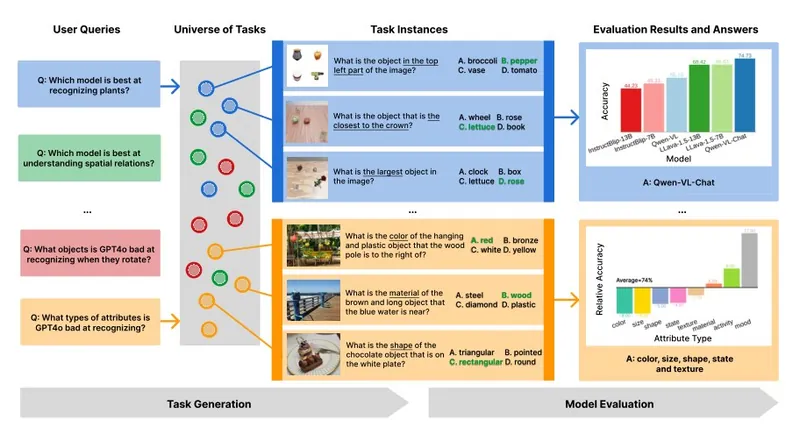 User Queries
Universe of Tasks
Task Instances
Evaluation Results and Answers
Q: Which model is best at
recognizing plants?
Q: Which model is best at
understanding spatial relations?
...
Q: What objects is GPT4o bad at
recognizing when they rotate?
Q: What types of attributes is
GPT4o bad at recognizing?
What is the object in the top
left part of the image?
A. broccoli B. pepper
C. vase D. tomato
What is the object that is the
closest to the crown?
A. wheel B. rose
C. lettuce D. book
What is the largest object in
the image?
A. clock B. box
C. lettuce D. rose
...
What is the color of the hanging
and plastic object that the wood
pole is to the right of?
A. red B. bronze
C. white D. yellow
What is the material of the
brown and long object that
the blue water is near?
A. steel B. wood
C. diamond D. plastic
What is the shape of the
chocolate object that is on
the white plate?
A. triangular B. pointed
C. rectangular D. round
Accuracy
44.23
74.73
InstructBlip-13B
InstructBlip-7B
Qwen-VL
LLava-1.5-13B
LLava-1.5-7B
Qwen-VL-Chat
Model
A: Qwen-VL-Chat
...
Relative Accuracy
Average=74%
color
size
shape
state
texture
material
activity
mood
Attribute Type
A: color, size, shape, state
and texture
Task Generation
Model Evaluation